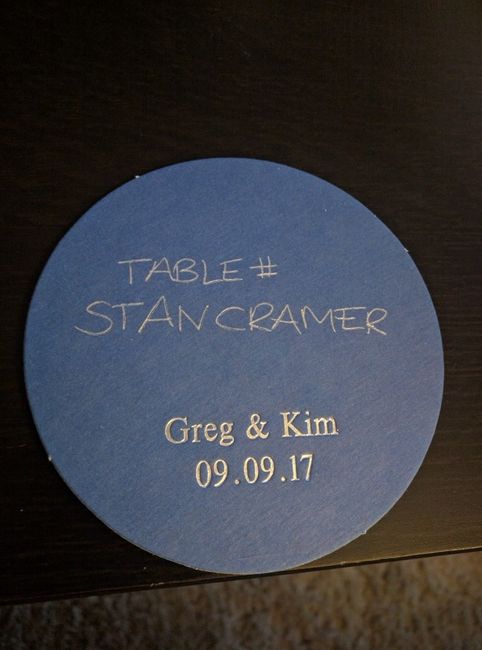 TABLE #
STAN CRAMER
Greg & Kim
09.09.17